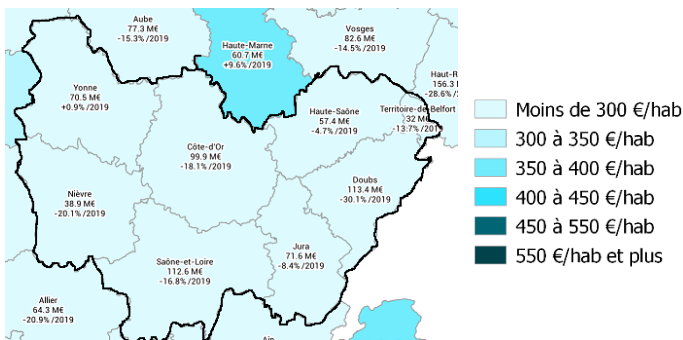 Aube
77.3 M€
-15.3%/2019
Vosges
82.6 M€
-14.5%/2019
Haute-Marne
60.7 M€
+9.6%/2019
Haut-R
156.3
-28.6%/2
Yonne
70.5 M€
+0.9%/2019
Haute-Saône
57.4 M€
-4.7%/2019
Territoire-de-Belfort
32 M€
-13.7%/2019
Côte-d'Or
99.9 M€
-18.1%/2019
Nièvre
38.9 M€
-20.1%/2019
Doubs
113.4 M€
-30.1%/2019
Jura
71.6 M€
-8.4%/2019
Saône-et-Loire
112.6 M€
-16.8%/2019
Allier
64.3 M€
-20.9%/2019
Ain
Moins de 300 €/hab
300 à 350 €/hab
350 à 400 €/hab
400 à 450 €/hab
450 à 550 €/hab
550 €/hab et plus